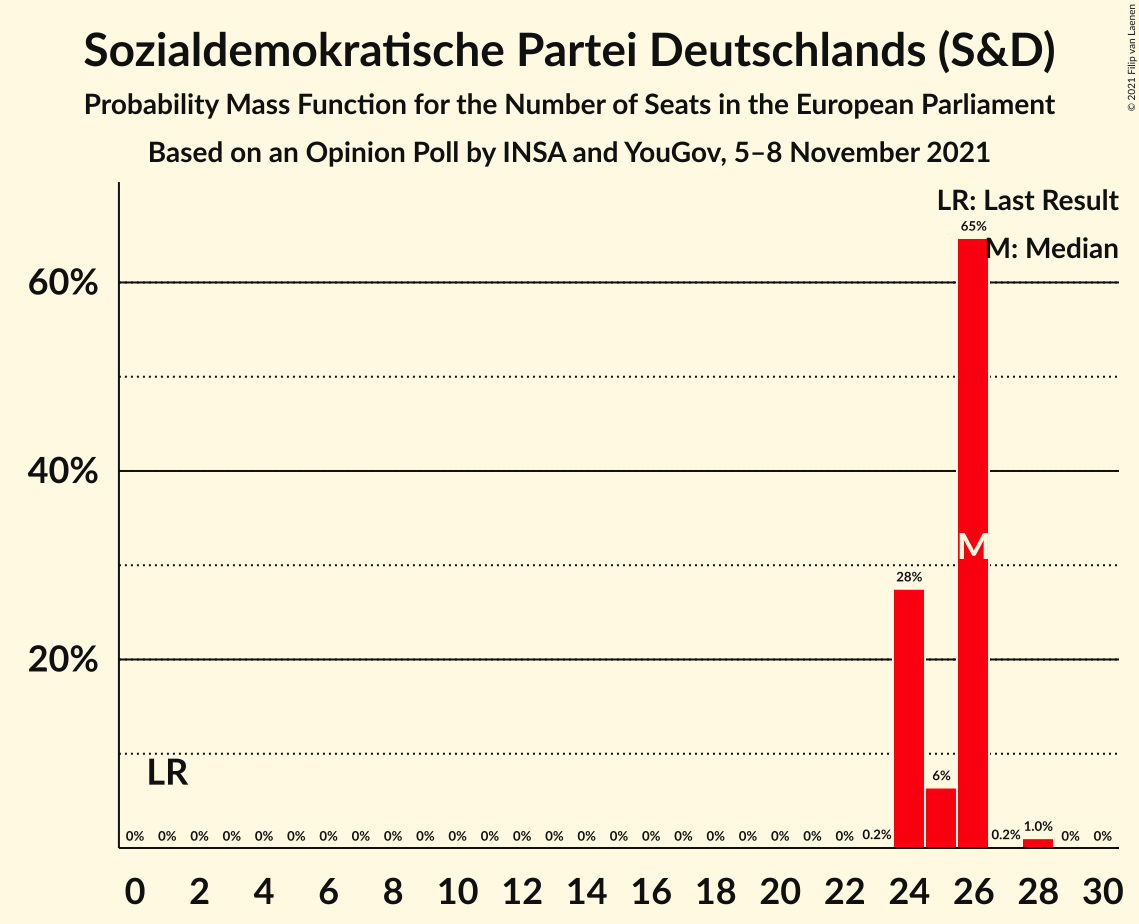 Sozialdemokratische Partei Deutschlands (S&D)
Probability Mass Function for the Number of Seats in the European Parliament
Based on an Opinion Poll by INSA and YouGov, 5–8 November 2021
© 2021 Filip van Laenen
LR: Last Result
M: Median
65%
60%
40%
M
28%
20%
LR
6%
0% 0% 0% 0% 0% 0% 0% 0% 0% 0% 0% 0% 0% 0% 0% 0% 0% 0% 0% 0% 0% 0% 0% 0.2% 0.2% 1.0% 0% 0%
0 2 4 6 8 10 12 14 16 18 20 22 24 26 28 30